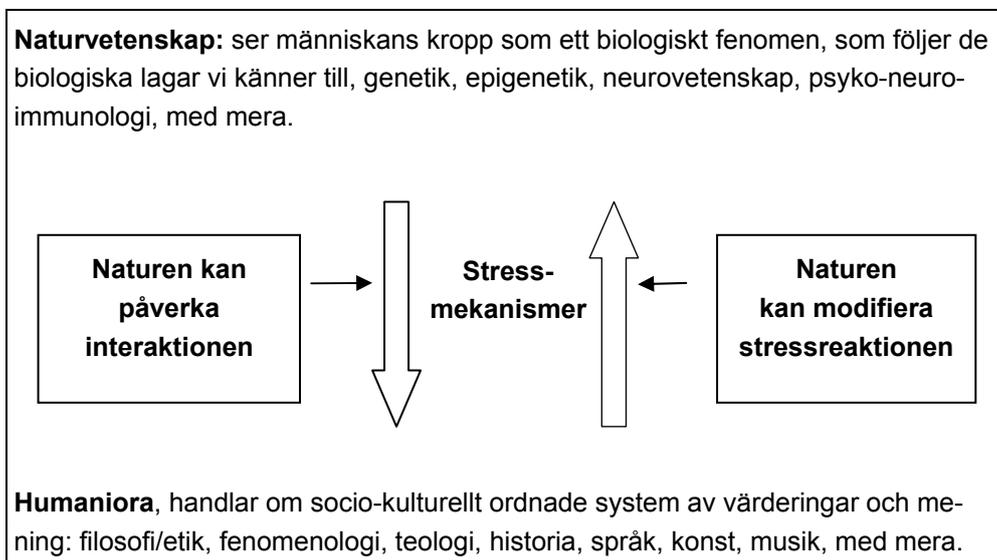 Naturvetenskap: ser människans kropp som ett biologiskt fenomen, som följer de
biologiska lagar vi känner till, genetik, epigenetik, neurovetenskap, psyko-neuro-
immunologi, med mera.
Naturen kan
påverka
interaktionen
Stress-
mekanismer
Naturen
kan modifiera
stressreaktionen
Humaniora, handlar om socio-kulturellt ordnade system av värderingar och me-
ning: filosofi/etik, fenomenologi, teologi, historia, språk, konst, musik, med mera.